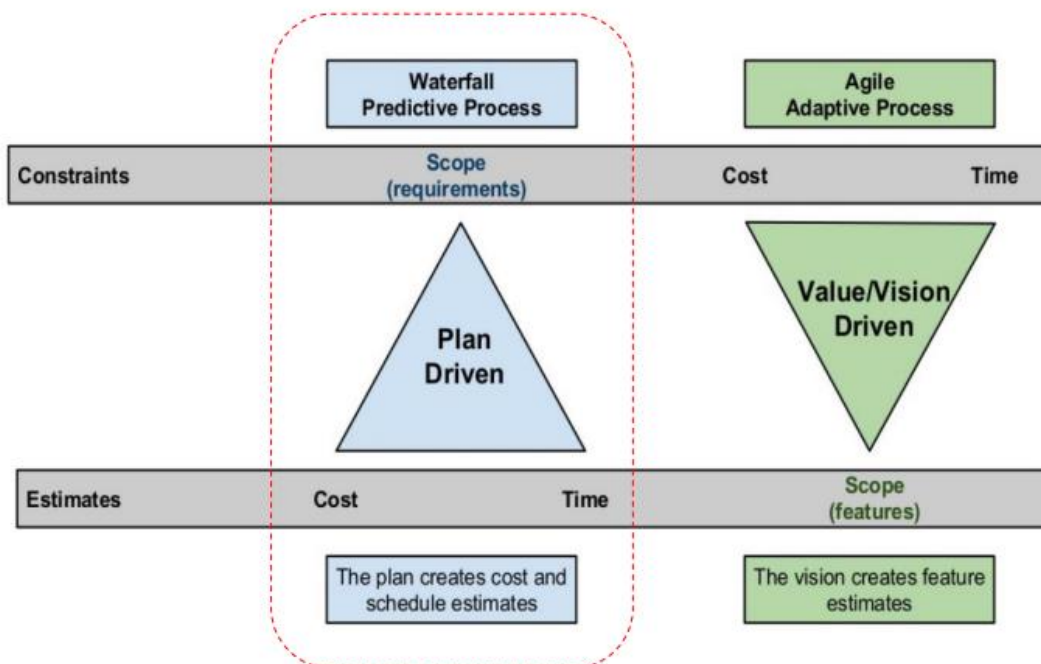 Waterfall
Predictive Process
Agile
Adaptive Process
Constraints
Scope
(requirements)
Cost
Time
Plan
Driven
Value/Vision
Driven
Estimates
Cost
Time
Scope
(features)
The plan creates cost and
schedule estimates
The vision creates feature
estimates